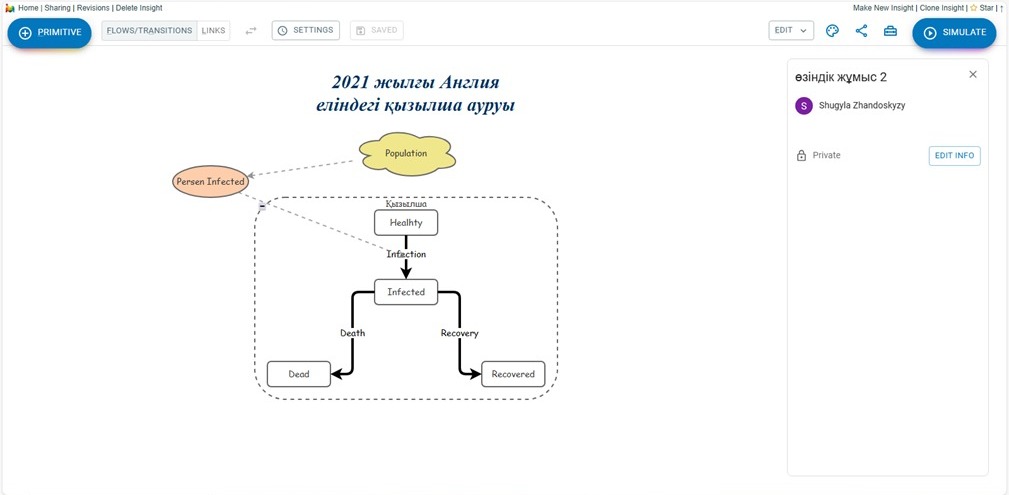 Home | Sharing | Revisions | Delete Insight
Make New Insight | Clone Insight | Star | ↑
PRIMITIVE
FLOWS/TRANSITIONS
LINKS
SETTINGS
SAVED
EDIT
SIMULATE
2021 жылғы Англия
еліндегі қызылша ауруы
өзіндік жұмыс 2
S
Shugyla Zhandoskyzy
Private
EDIT INFO
Population
Persen Infected
Қызылша
Healhty
Infection
Infected
Death
Recovery
Dead
Recovered